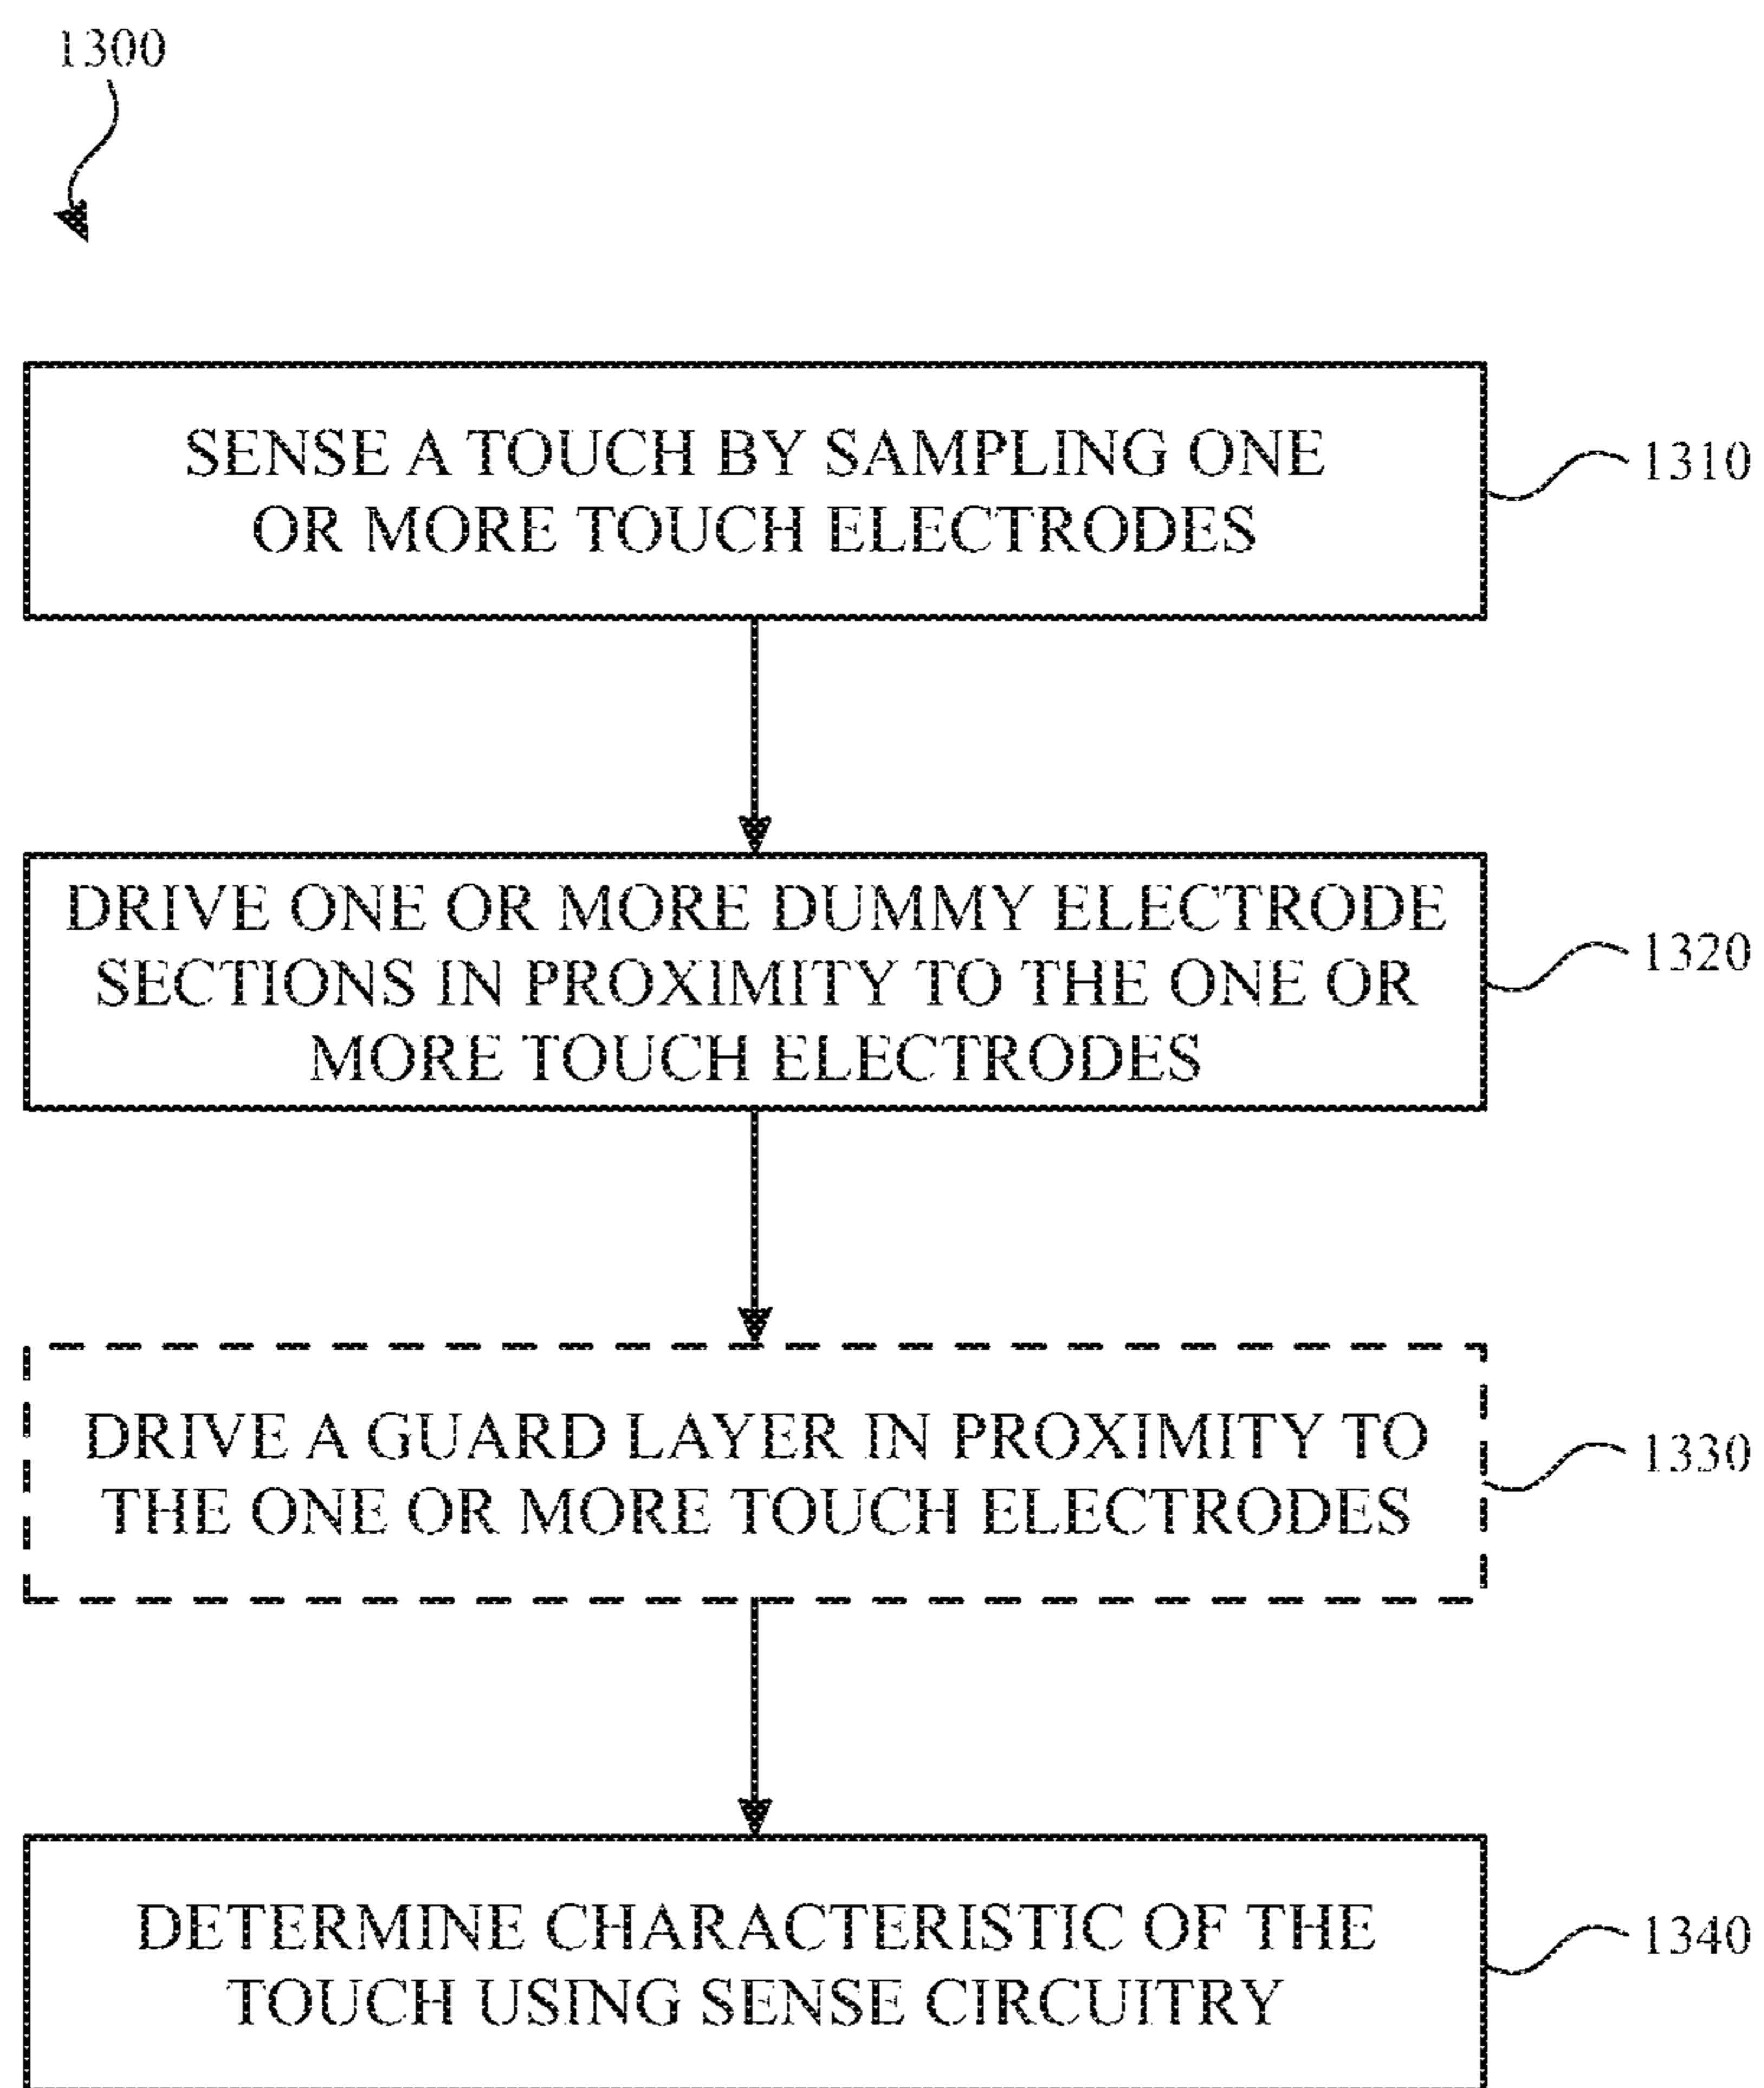 1300
SENSE A TOUCH BY SAMPLING ONE
OR MORE TOUCH ELECTRODES
1310
DRIVE ONE OR MORE DUMMY ELECTRODE
SECTIONS IN PROXIMITY TO THE ONE OR
MORE TOUCH ELECTRODES
1320
DRIVE A GUARD LAYER IN PROXIMITY TO
THE ONE OR MORE TOUCH ELECTRODES
1330
DETERMINE CHARACTERISTIC OF THE
TOUCH USING SENSE CIRCUITRY
1340